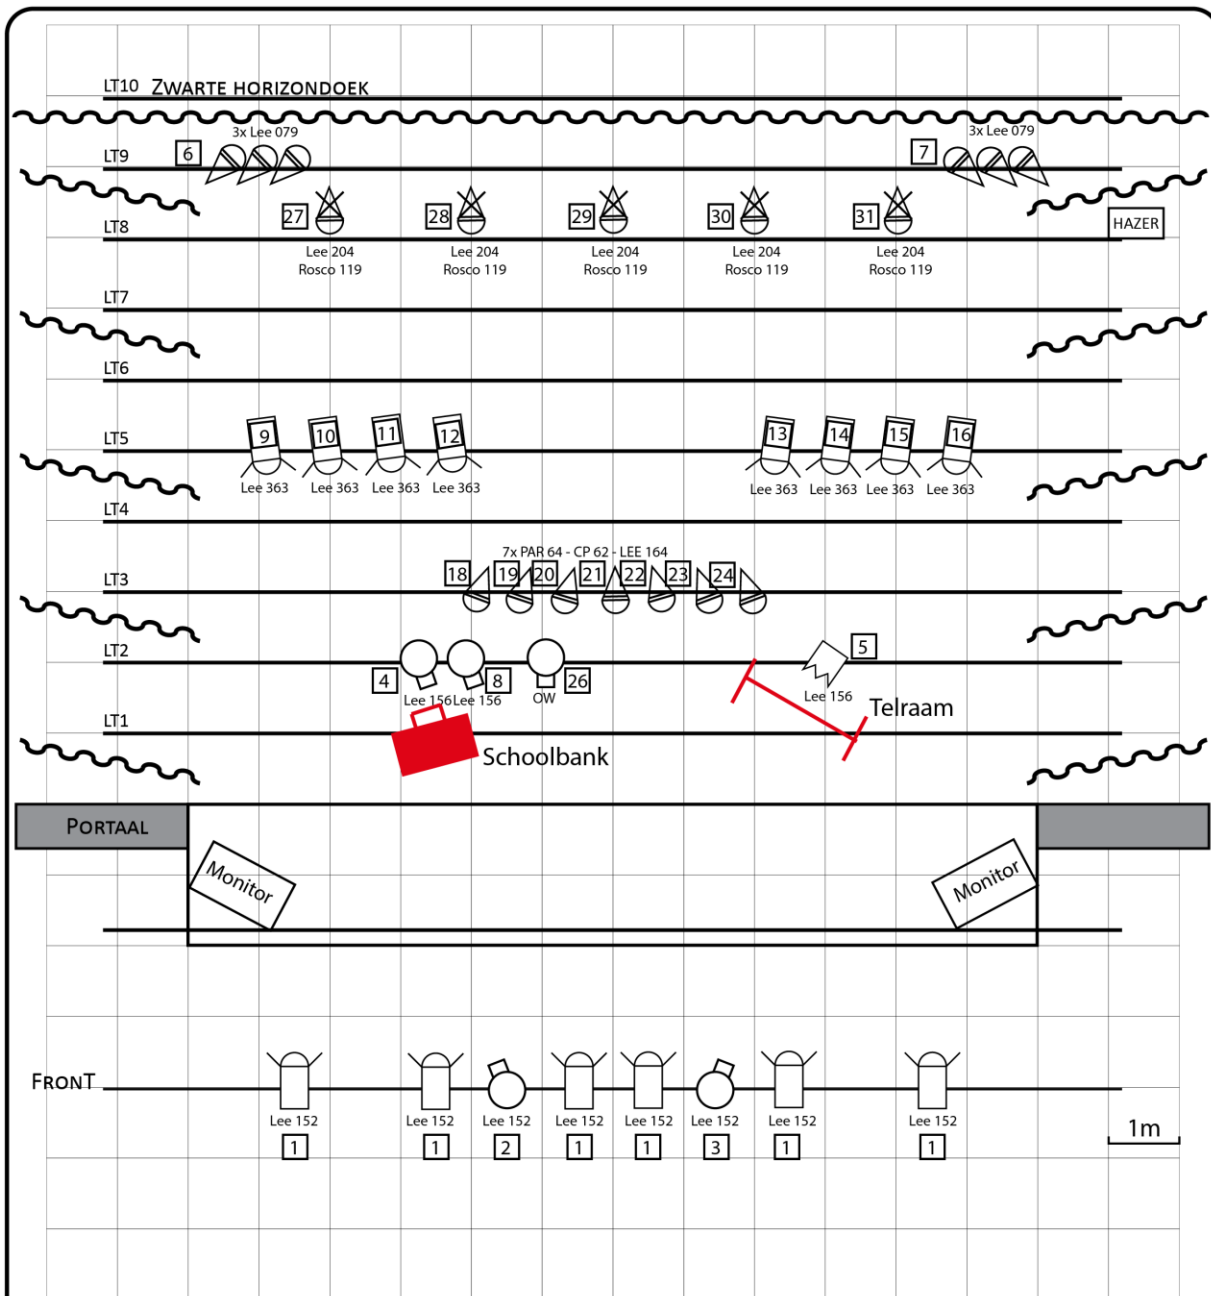 LT10 ZWARTE HORIZONDOEK
3x Lee 079
3x Lee 079
6
7
LT9
27
28
29
30
31
HAZER
LT8
Lee 204
Rosco 119
Lee 204
Rosco 119
Lee 204
Rosco 119
Lee 204
Rosco 119
Lee 204
Rosco 119
LT7
LT6
LT5
9
10
11
12
13
14
15
16
Lee 363
Lee 363
Lee 363
Lee 363
Lee 363
Lee 363
Lee 363
Lee 363
LT4
7x PAR 64 - CP 62 - LEE 164
LT3
18
19
20
21
22
23
24
LT2
4
8
26
5
Lee 156
Lee 156
OW
Lee 156
Telraam
LT1
Schoolbank
PORTAAL
Monitor
Monitor
FRONT
Lee 152
Lee 152
Lee 152
Lee 152
Lee 152
Lee 152
Lee 152
Lee 152
1
1
2
1
1
3
1
1
1m